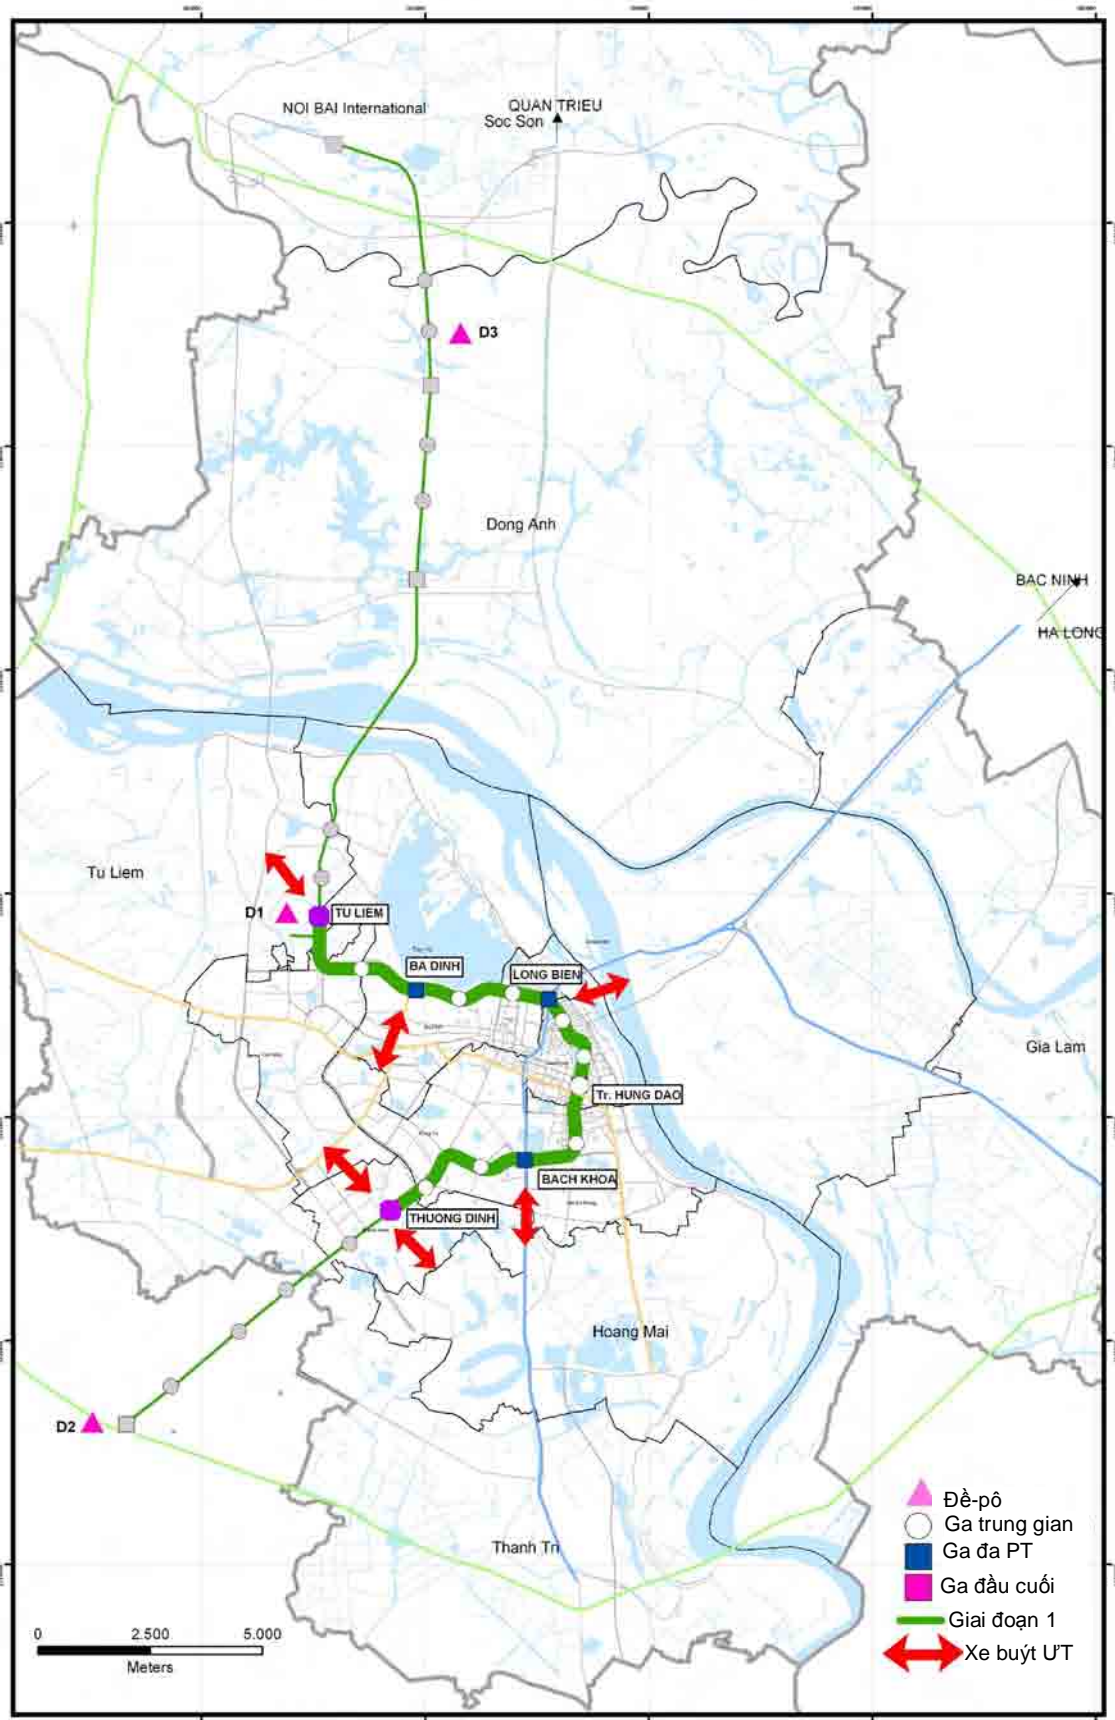 NOI BAI International
QUAN TRIEU
Soc Son
D3
Dong Anh
BAC NINH
HA LONG
Tu Liem
D1
TU LIEM
BA DINH
LONG BIEN
Gia Lam
Tr. HUNG DAO
BACH KHOA
THUONG DINH
Hoang Mai
D2
Thanh Tri
Đề-pô
Ga trung gian
Ga đa PT
Ga đầu cuối
Giai đoạn 1
Xe buýt ƯT
0 2.500 5.000
Meters